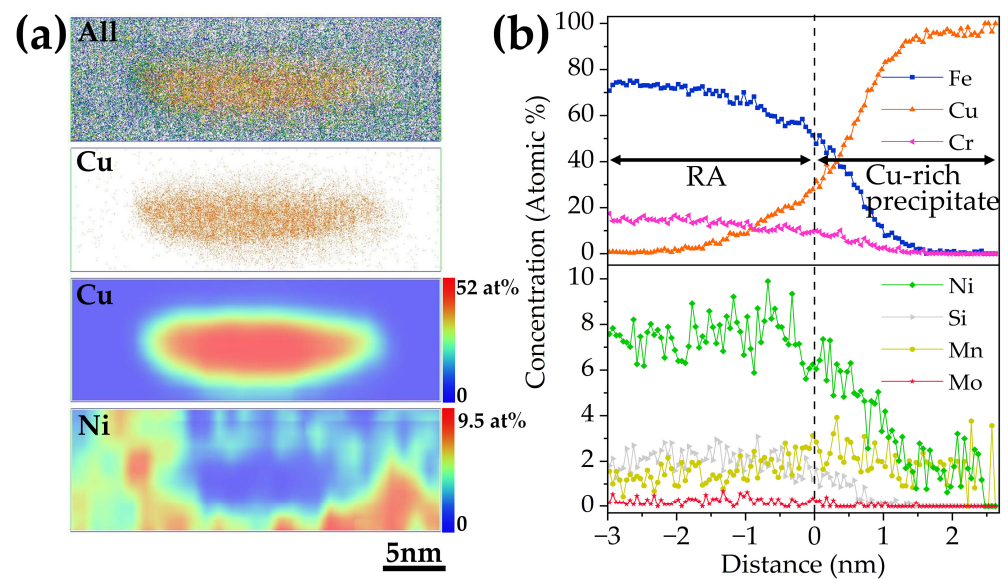 (a)
All
Cu
Cu
52 at%
0
Ni
9.5 at%
0
5nm
(b)
Concentration (Atomic %)
100
80
60
40
20
0
Fe
Cu
Cr
RA
Cu-rich
precipitate
10
8
6
4
2
0
Ni
Si
Mn
Mo
−3 −2 −1 0 1 2
Distance (nm)